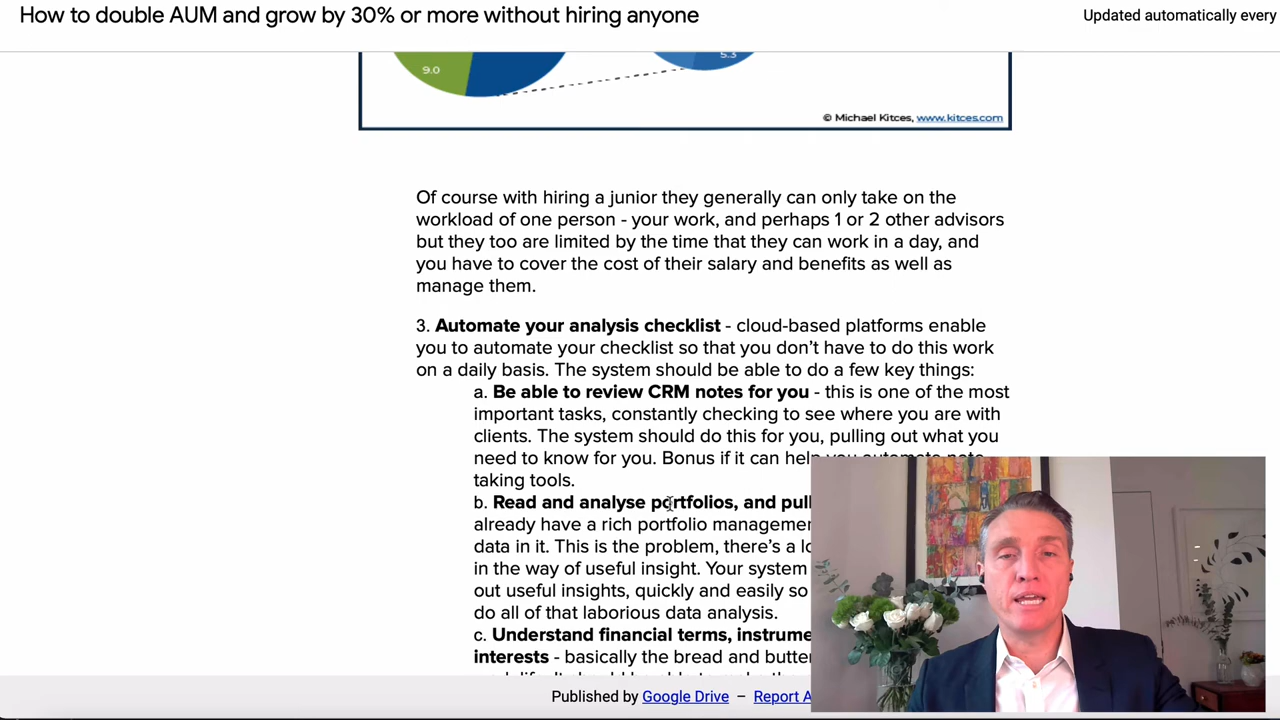 How to double AUM and grow by 30% or more without hiring anyone
Updated automatically every
9.0
5.3
© Michael Kitces, www.kitces.com
Of course with hiring a junior they generally can only take on the
workload of one person - your work, and perhaps 1 or 2 other advisors
but they too are limited by the time that they can work in a day, and
you have to cover the cost of their salary and benefits as well as
manage them.
3. Automate your analysis checklist - cloud-based platforms enable
you to automate your checklist so that you don’t have to do this work
on a daily basis. The system should be able to do a few key things:
a. Be able to review CRM notes for you - this is one of the most
important tasks, constantly checking to see where you are with
clients. The system should do this for you, pulling out what you
need to know for you. Bonus if it can help
taking tools.
b. Read and analyse portfolios, and pull
already have a rich portfolio
data in it. This is the problem, there’s a
in the way of useful insight. Your system
out useful insights, quickly and easily so
do all of that laborious data analysis.
c. Understand financial terms,
interests - basically the bread and butter
Published by Google Drive – Report